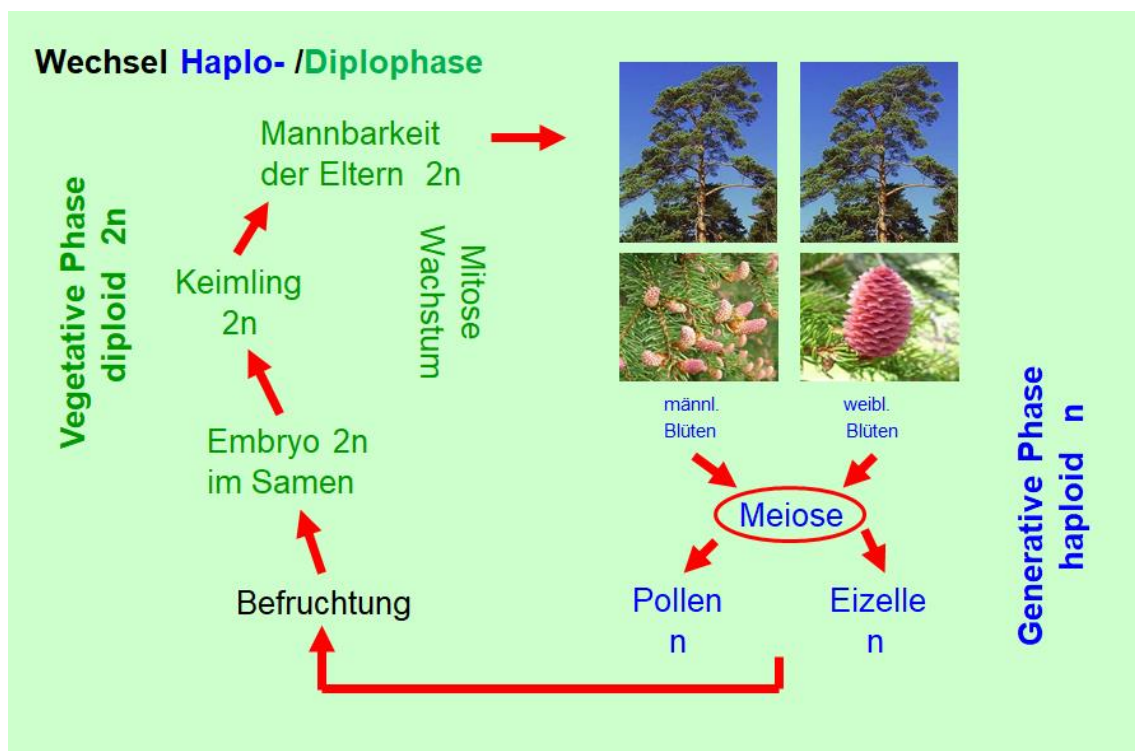 Wechsel Haplo- /Diplophase
Mannbarkeit
der Eltern 2n
Vegetative Phase
diploid 2n
Keimling
2n
Mitose
Wachstum
Embryo 2n
im Samen
Befruchtung
männl.
Blüten
weibl.
Blüten
Meiose
Pollen
n
Eizelle
n
Generative Phase
haploid n